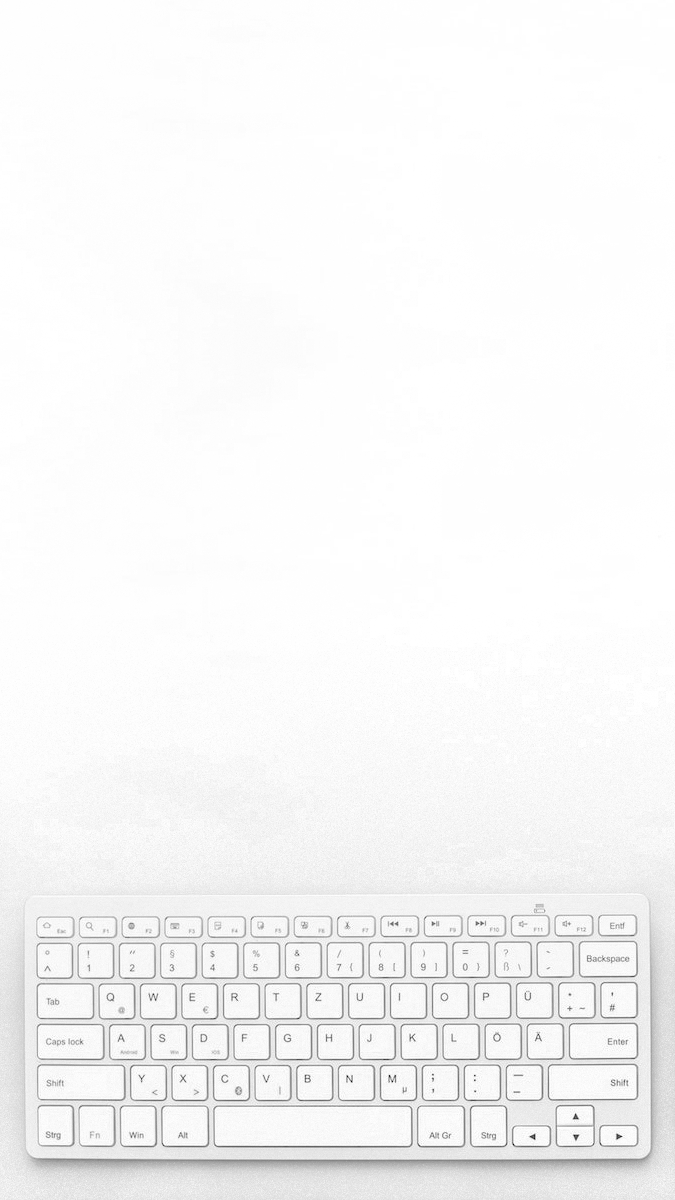 Esc F1 F2 F3 F4 F5 F6 F7 F8 F9 F10 F11 F12 Entf
° ! “ § $ % & / ( ) = ? ` Backspace
^ 1 2 3 4 5 6 7 { 8 [ 9 ] 0 } ß \ ´
Tab Q @ W E € R T Z U I O P Ü * + ~ ' #
Caps lock A Android S Win D IOS F G H J K L Ö Ä Enter
Shift Y < X > C V | B N M µ ; , : . _ - Shift
Strg Fn Win Alt Alt Gr Strg ◄ ▲ ▼ ►